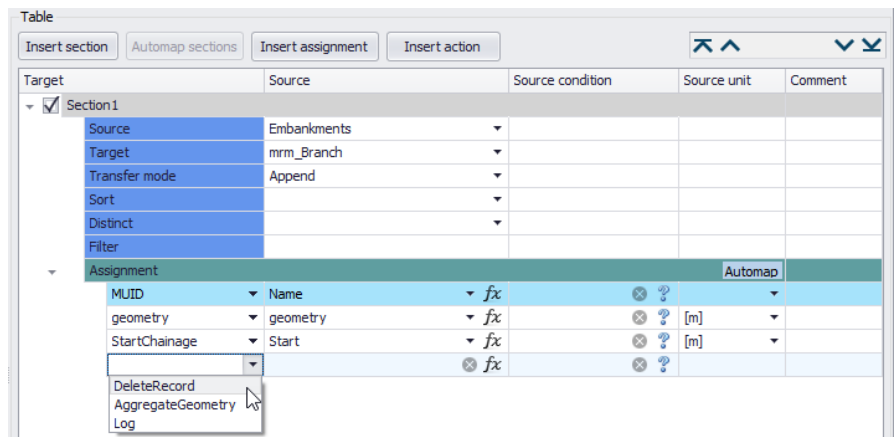 Table
Insert section Automap sections Insert assignment Insert action
Target Source Source condition Source unit Comment
Section1
Source Embankments
Target mrm_Branch
Transfer mode Append
Sort
Distinct
Filter
Assignment Automap
MUID Name fx ?
geometry geometry fx ? [m]
StartChainage Start fx ? [m]
fx ?
DeleteRecord
AggregateGeometry
Log